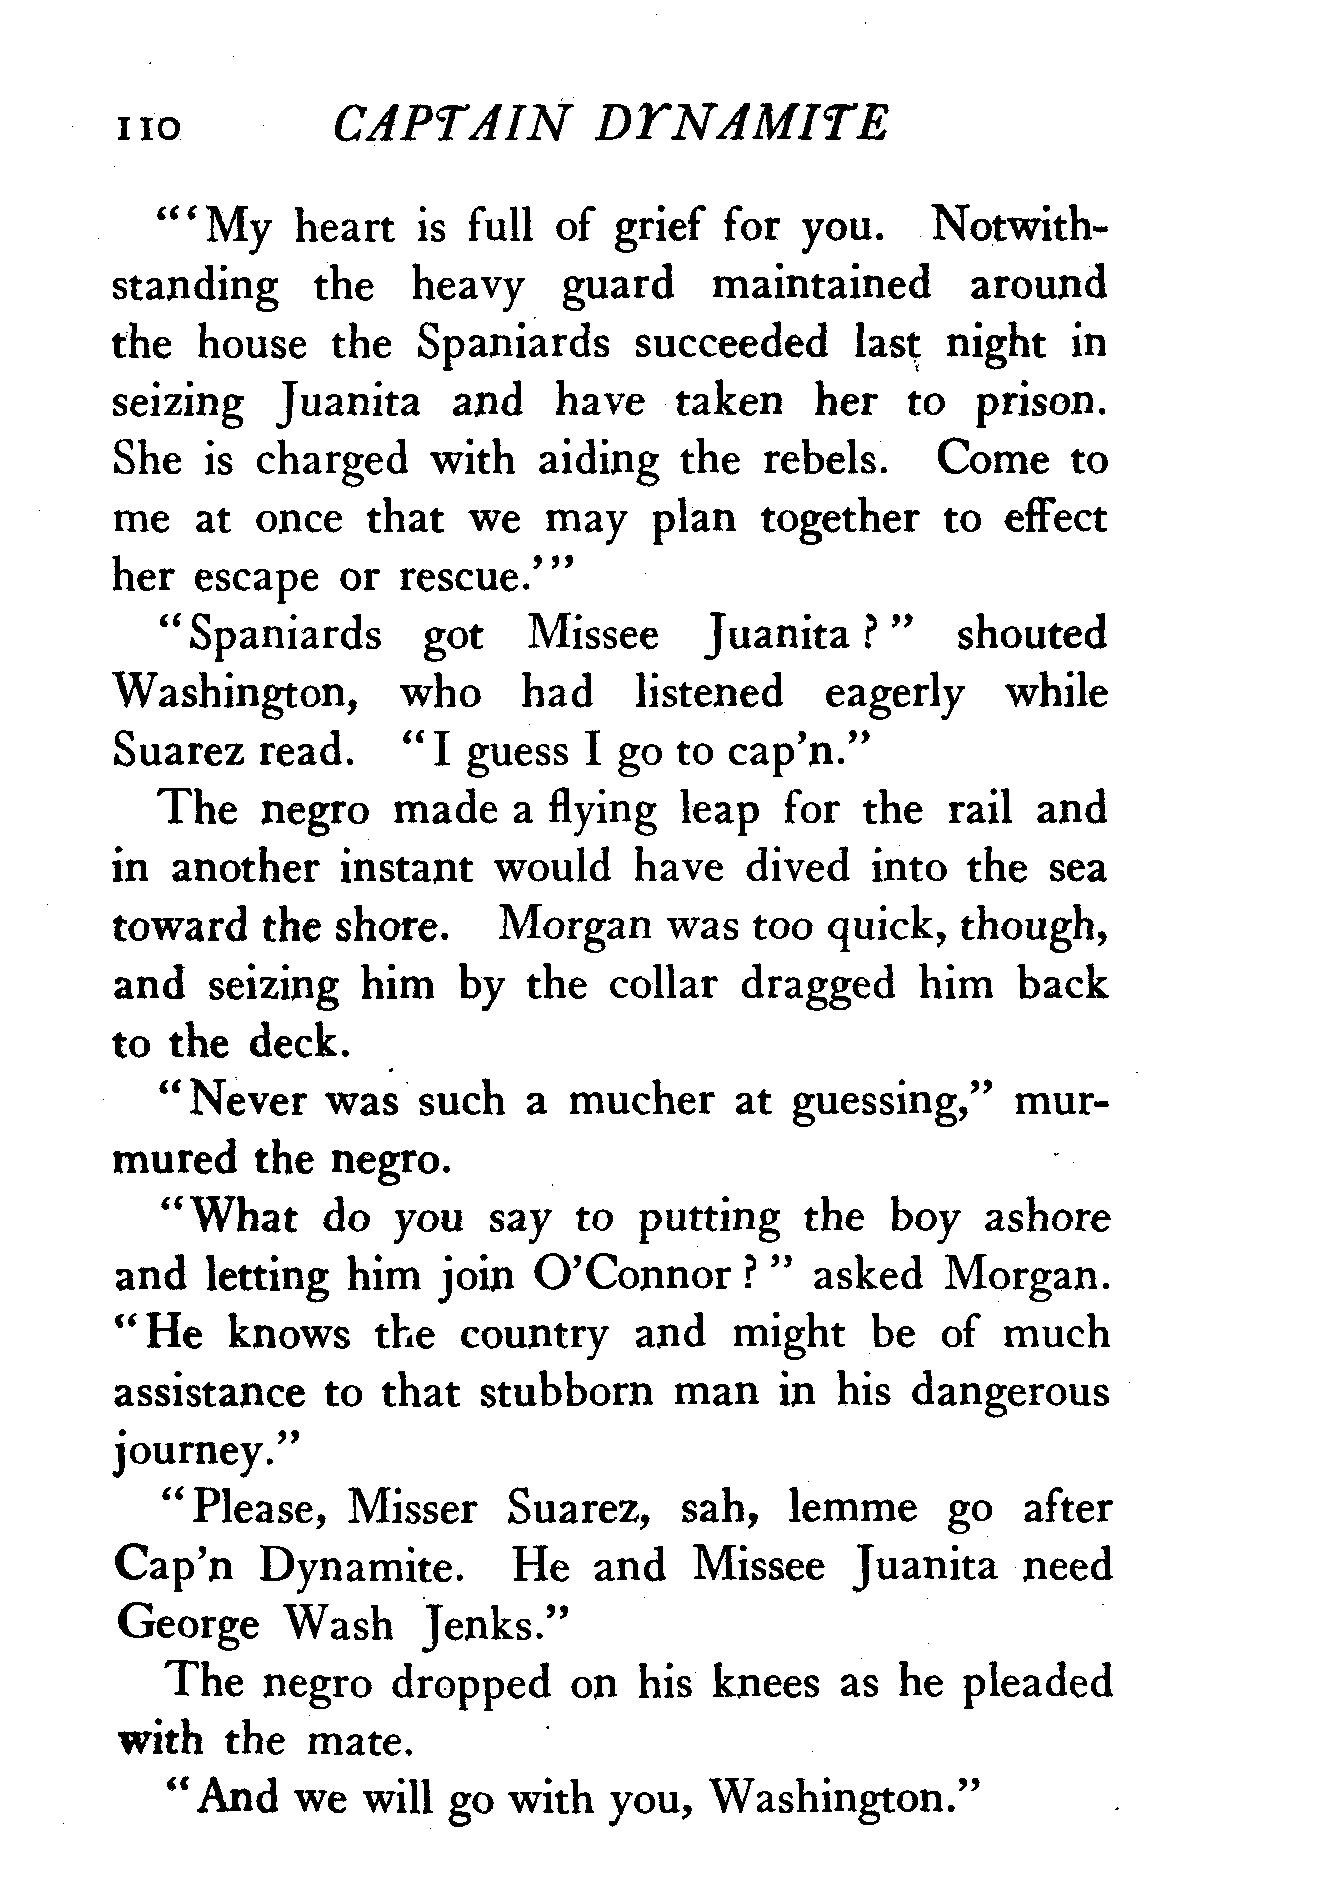 110 CAPTAIN DYNAMITE
"'My heart is full of grief for you. Notwith-
standing the heavy guard maintained around
the house the Spaniards succeeded last night in
seizing Juanita and have taken her to prison.
She is charged with aiding the rebels. Come to
me at once that we may plan together to effect
her escape or rescue.'"
"Spaniards got Missee Juanita?" shouted
Washington, who had listened eagerly while
Suarez read. "I guess I go to cap'n."
The negro made a flying leap for the rail and
in another instant would have dived into the sea
toward the shore. Morgan was too quick, though,
and seizing him by the collar dragged him back
to the deck.
"Never was such a mucher at guessing," mur-
mured the negro.
"What do you say to putting the boy ashore
and letting him join O'Connor?" asked Morgan.
"He knows the country and might be of much
assistance to that stubborn man in his dangerous
journey."
"Please, Misser Suarez, sah, lemme go after
Cap'n Dynamite. He and Missee Juanita need
George Wash Jenks."
The negro dropped on his knees as he pleaded
with the mate.
"And we will go with you, Washington."